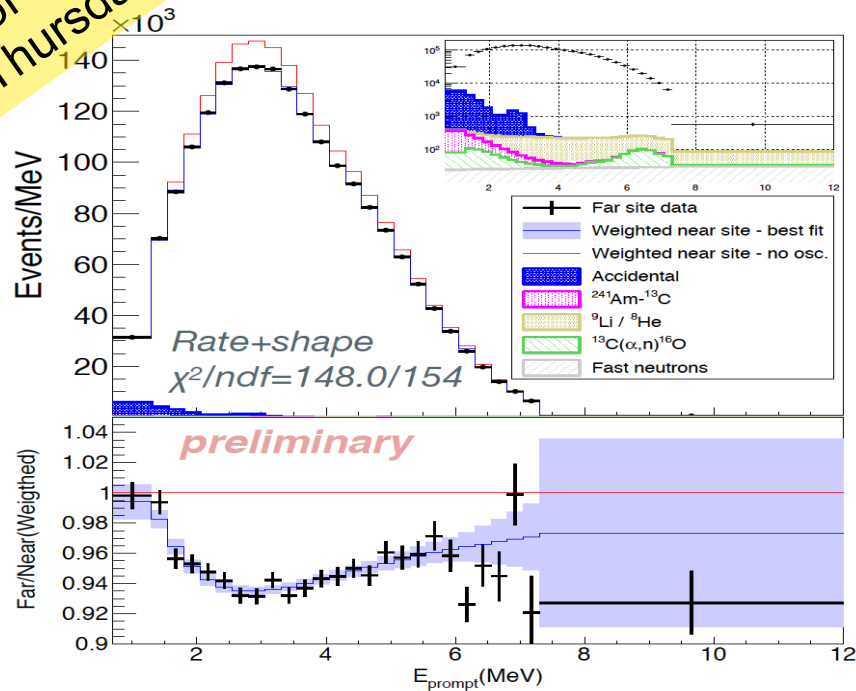 Thursda
×10³
140
120
100
80
60
40
20
Events/MeV
10⁵
10⁴
10³
10²
2 4 6 8 10 12
Far site data
Weighted near site - best fit
Weighted near site - no osc.
Accidental
²⁴¹Am-¹³C
⁹Li / ⁸He
¹³C(α,n)¹⁶O
Fast neutrons
Rate+shape
χ²/ndf=148.0/154
preliminary
1.04
1.02
1
0.98
0.96
0.94
0.92
0.9
Far/Near(Weigthed)
2 4 6 8 10 12
E_prompt(MeV)